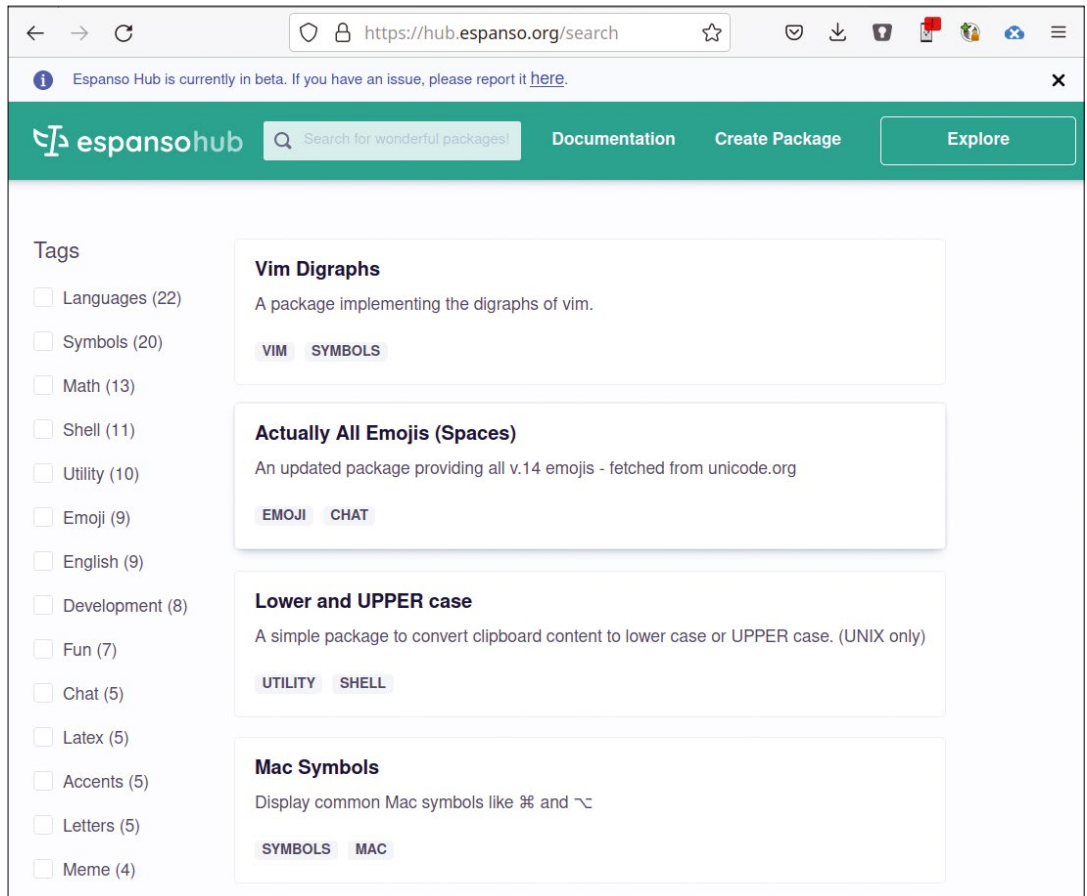 https://hub.espanso.org/search
Espanso Hub is currently in beta. If you have an issue, please report it here.
espansohub
Search for wonderful packages!
Documentation
Create Package
Explore
Tags
Languages (22)
Symbols (20)
Math (13)
Shell (11)
Utility (10)
Emoji (9)
English (9)
Development (8)
Fun (7)
Chat (5)
Latex (5)
Accents (5)
Letters (5)
Meme (4)
Vim Digraphs
A package implementing the digraphs of vim.
VIM SYMBOLS
Actually All Emojis (Spaces)
An updated package providing all v.14 emojis - fetched from unicode.org
EMOJI CHAT
Lower and UPPER case
A simple package to convert clipboard content to lower case or UPPER case. (UNIX only)
UTILITY SHELL
Mac Symbols
Display common Mac symbols like ⌘ and ⌥
SYMBOLS MAC